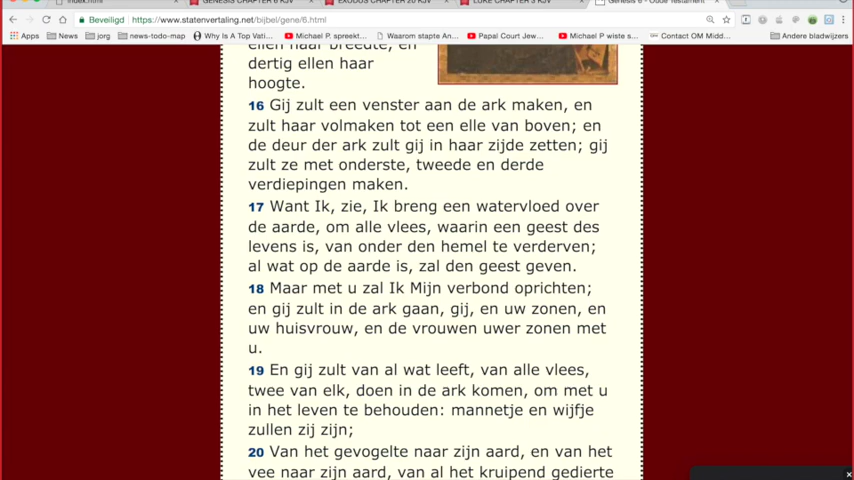 index.html
GENESIS CHAPTER 6 KJV
EXODUS CHAPTER 20 KJV
LUKE CHAPTER 3 KJV
Genesis 6 - Oude Testament
Beveiligd
https://www.statenvertaling.net/bijbel/gene/6.html
Apps
News
jorg
news-todo-map
Why Is A Top Vati...
Michael P. spreekt...
Waarom stapte An...
Papal Court Jew...
Michael P wiste s...
Contact OM Midd...
Andere bladwijzers
ellen haar breedte, en
dertig ellen haar
hoogte.
16 Gij zult een venster aan de ark maken, en
zult haar volmaken tot een elle van boven; en
de deur der ark zult gij in haar zijde zetten; gij
zult ze met onderste, tweede en derde
verdiepingen maken.
17 Want Ik, zie, Ik breng een watervloed over
de aarde, om alle vlees, waarin een geest des
levens is, van onder den hemel te verderven;
al wat op de aarde is, zal den geest geven.
18 Maar met u zal Ik Mijn verbond oprichten;
en gij zult in de ark gaan, gij, en uw zonen, en
uw huisvrouw, en de vrouwen uwer zonen met
u.
19 En gij zult van al wat leeft, van alle vlees,
twee van elk, doen in de ark komen, om met u
in het leven te behouden: mannetje en wijfje
zullen zij zijn;
20 Van het gevogelte naar zijn aard, en van het
vee naar zijn aard, van al het kruipend gedierte